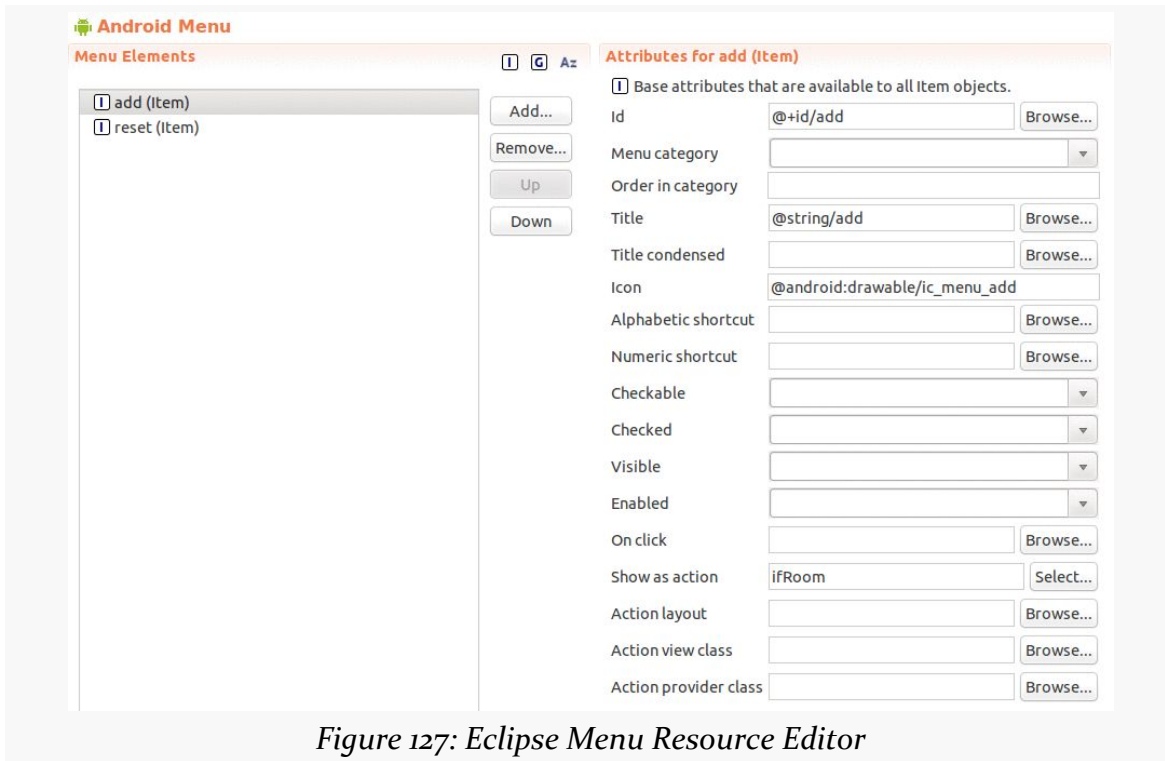 Android Menu
Menu Elements
I G Az
add (Item)
reset (Item)
Add...
Remove...
Up
Down
Attributes for add (Item)
I Base attributes that are available to all Item objects.
Id @+id/add Browse...
Menu category
Order in category
Title @string/add Browse...
Title condensed Browse...
Icon @android:drawable/ic_menu_add
Alphabetic shortcut Browse...
Numeric shortcut Browse...
Checkable
Checked
Visible
Enabled
On click Browse...
Show as action ifRoom Select...
Action layout Browse...
Action view class Browse...
Action provider class Browse...
Figure 127: Eclipse Menu Resource Editor